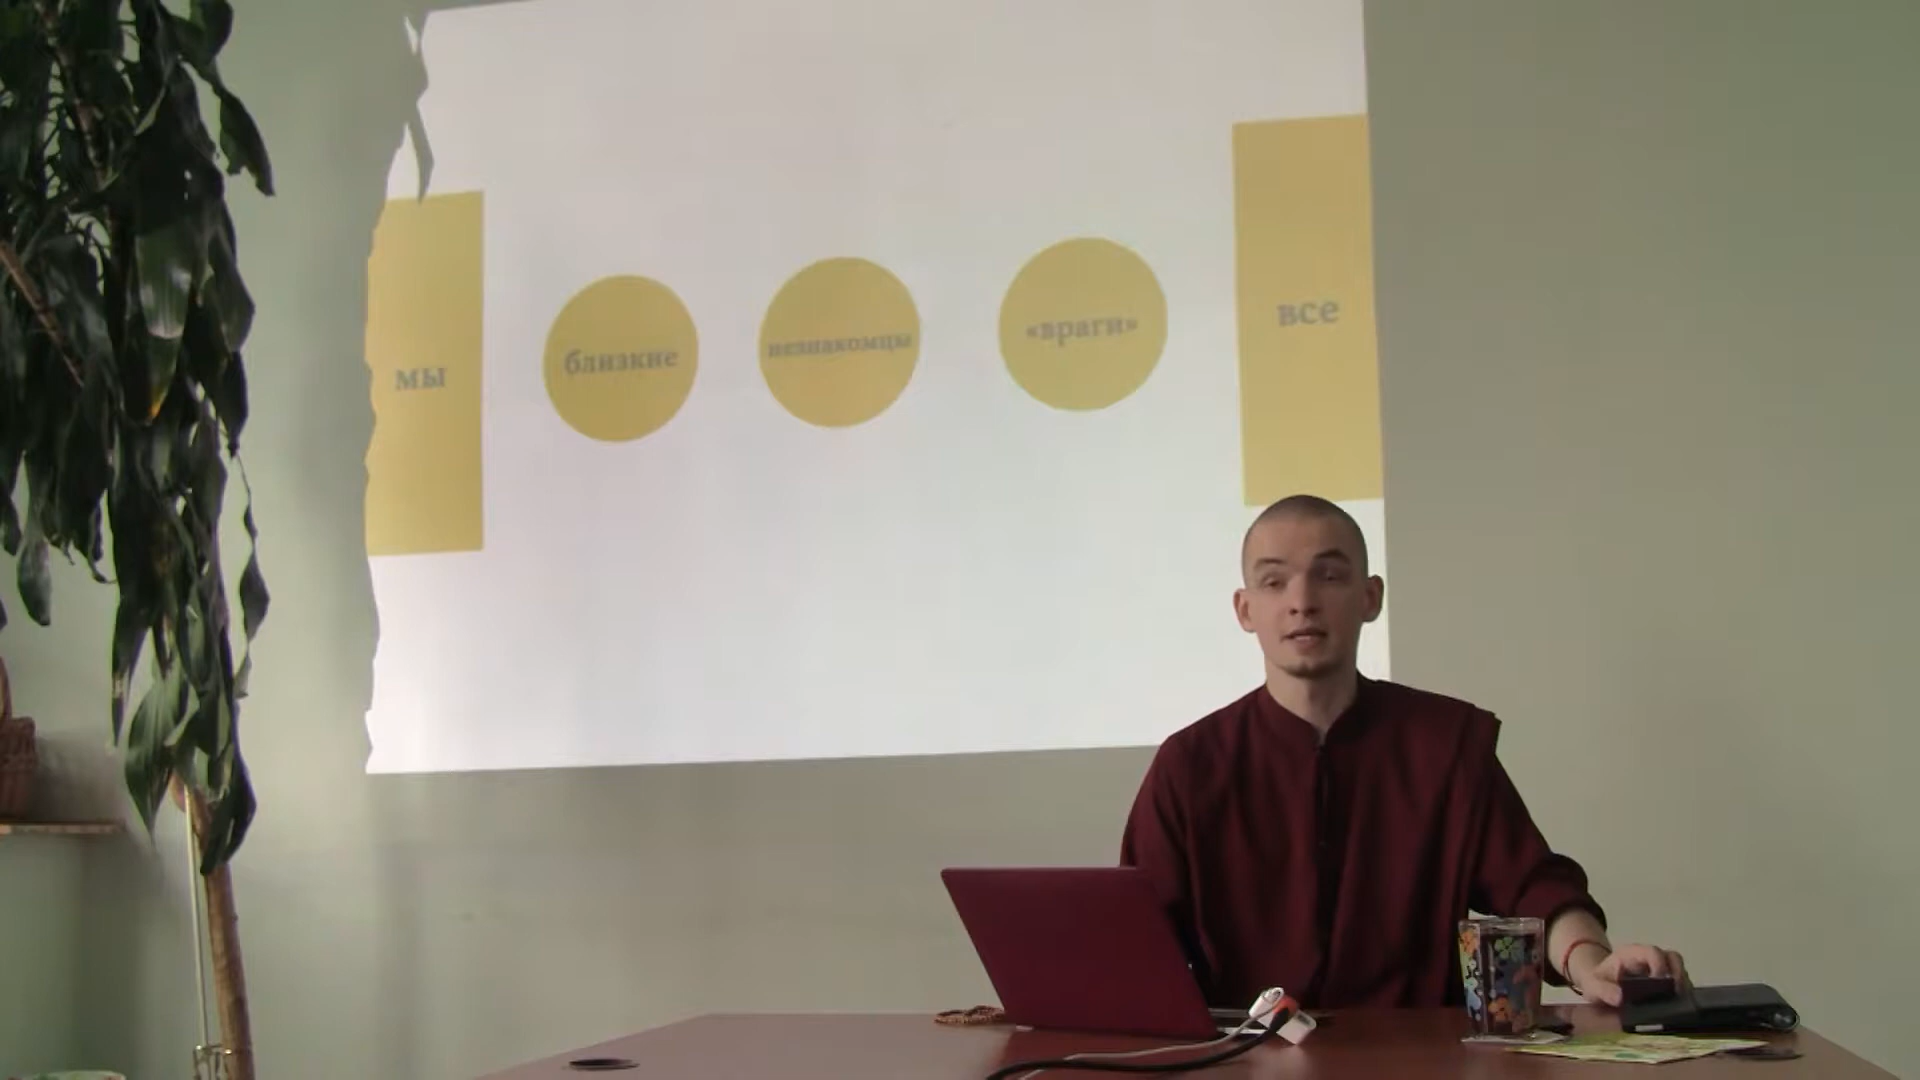 мы
близкие
незнакомцы
«враги»
все